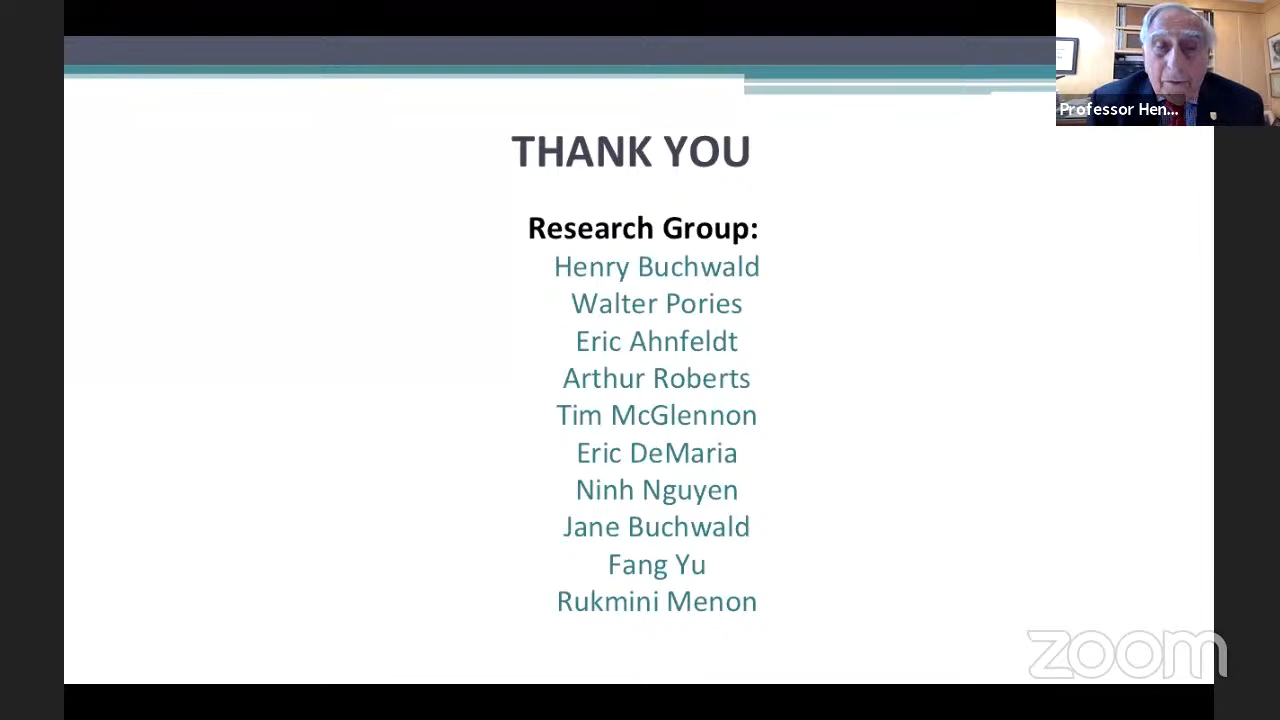 Professor Hen...
THANK YOU
Research Group:
Henry Buchwald
Walter Pories
Eric Ahnfeldt
Arthur Roberts
Tim McGlennon
Eric DeMaria
Ninh Nguyen
Jane Buchwald
Fang Yu
Rukmini Menon
zoom